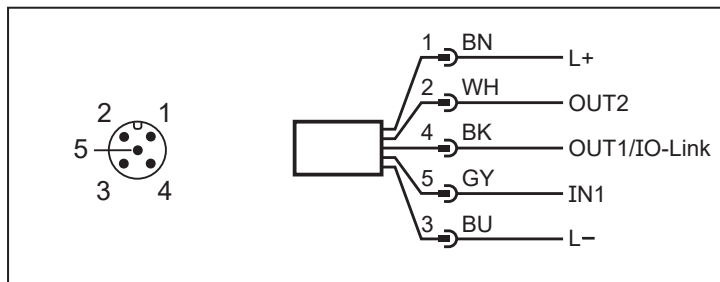 1 BN
L+
2 WH
OUT2
4 BK
OUT1/IO-Link
5 GY
IN1
3 BU
L−
2 1
5
3 4